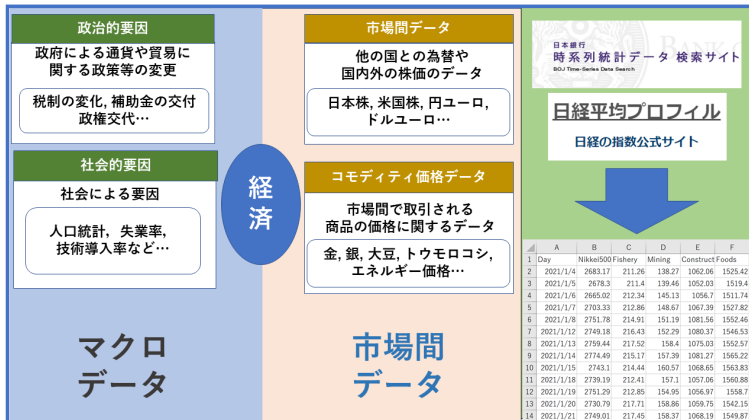 政治的要因
政府による通貨や貿易に
関する政策等の変更
税制の変化, 補助金の交付
政権交代…
社会的要因
社会による要因
人口統計, 失業率,
技術導入率など…
マクロ
データ
経済
市場間データ
他の国との為替や
国内外の株価のデータ
日本株, 米国株, 円ユーロ,
ドルユーロ…
コモディティ価格データ
市場間で取引される
商品の価格に関するデータ
金, 銀, 大豆, トウモロコシ,
エネルギー価格…
市場間
データ
日本銀行
時系列統計データ 検索サイト
BOJ Time-Series Data Search
日経平均プロフィル
日経の指数公式サイト
A B C D E F
1 Day Nikkei500 Fishery Mining Construct Foods
2 2021/1/4 2683.17 211.26 138.27 1062.06 1525.42
3 2021/1/5 2678.3 211.4 139.46 1052.03 1519.4
4 2021/1/6 2665.02 212.34 145.13 1056.7 1511.74
5 2021/1/7 2703.33 212.86 148.67 1067.39 1527.82
6 2021/1/8 2751.78 214.91 151.19 1081.56 1552.46
7 2021/1/12 2749.18 216.43 152.29 1080.37 1546.53
8 2021/1/13 2759.44 217.52 158.4 1075.03 1552.57
9 2021/1/14 2774.49 215.17 157.39 1081.27 1565.22
10 2021/1/15 2743.1 214.44 160.57 1068.65 1563.83
11 2021/1/18 2739.19 212.41 157.1 1057.06 1560.88
12 2021/1/19 2751.29 212.85 154.95 1056.97 1558.7
13 2021/1/20 2730.79 217.71 158.86 1059.75 1542.15
14 2021/1/21 2749.01 217.45 158.37 1068.19 1549.87